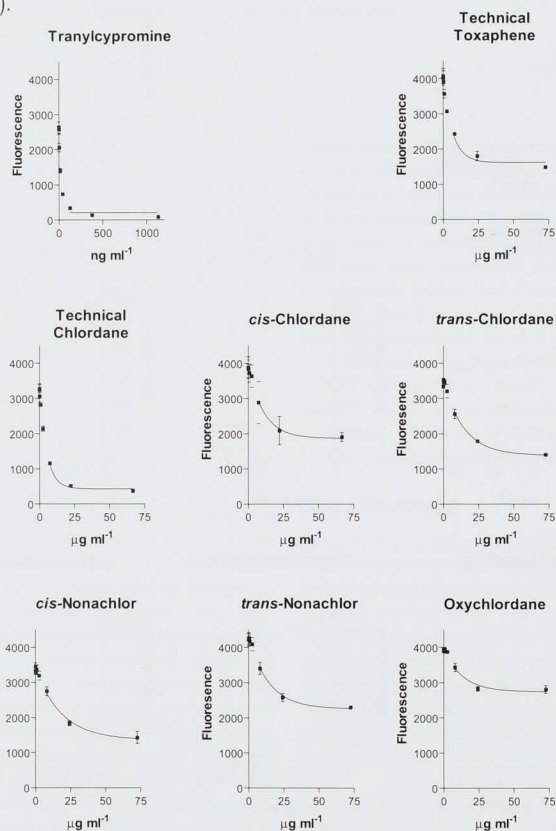 ).
Tranylcypromine
Fluorescence
4000
3000
2000
1000
0
0 500 1000
ng ml-1
Technical
Toxaphene
Fluorescence
4000
3000
2000
1000
0
0 25 50 75
μg ml-1
Technical
Chlordane
4000
3000
2000
1000
0
0 25 50 75
μg ml-1
cis-Chlordane
Fluoresence
4000
3000
2000
1000
0
0 25 50 75
μg ml-1
trans-Chlordane
Fluorescence
4000
3000
2000
1000
0
0 25 50 75
μg ml-1
cis-Nonachlor
4000
3000
2000
1000
0
0 25 50 75
μg ml-1
trans-Nonachlor
Fluorescence
4000
3000
2000
1000
0
0 25 50 75
μg ml-1
Oxychlordane
Fluorescence
4000
3000
2000
1000
0
0 25 50 75
μg ml-1